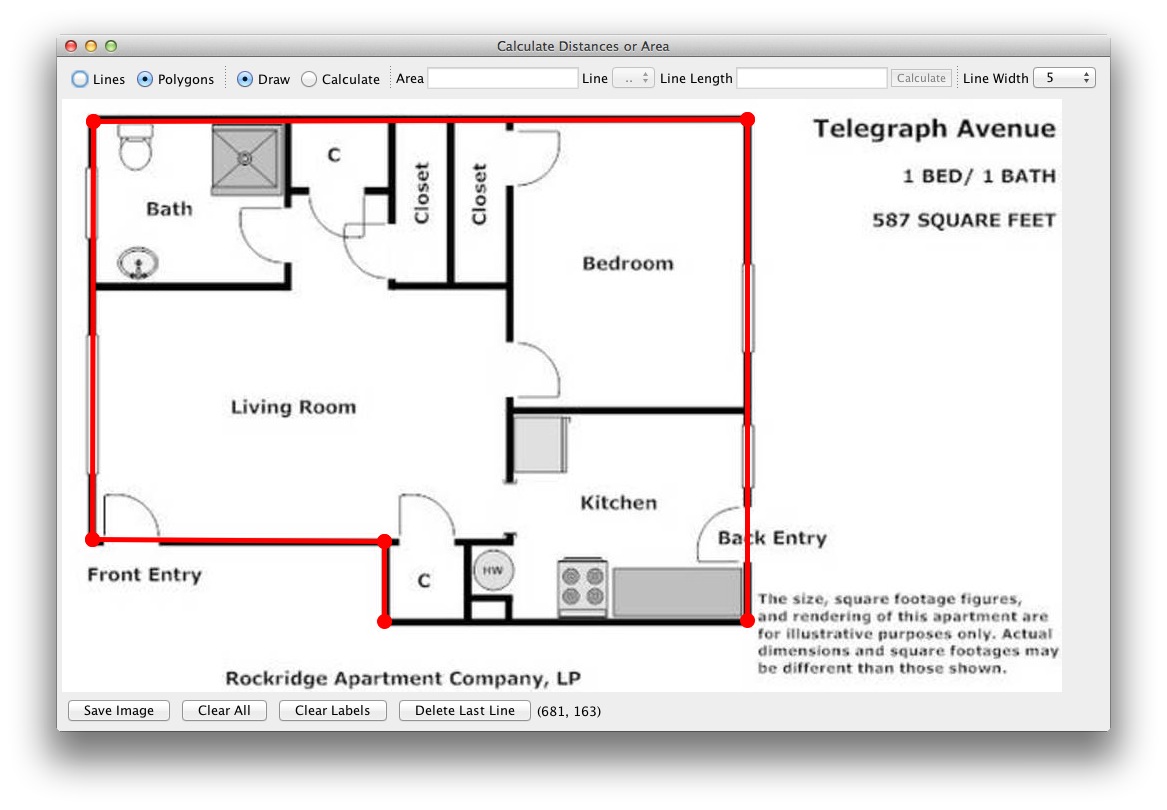 Calculate Distances or Area
Lines Polygons Draw Calculate Area Line .. Line Length Calculate Line Width 5
Telegraph Avenue
1 BED/ 1 BATH
587 SQUARE FEET
C
Closet
Closet
Bath
Bedroom
Living Room
Kitchen
Back Entry
Front Entry
C
HW
The size, square footage figures,
and rendering of this apartment are
for illustrative purposes only. Actual
dimensions and square footages may
be different than those shown.
Rockridge Apartment Company, LP
Save Image Clear All Clear Labels Delete Last Line (681, 163)